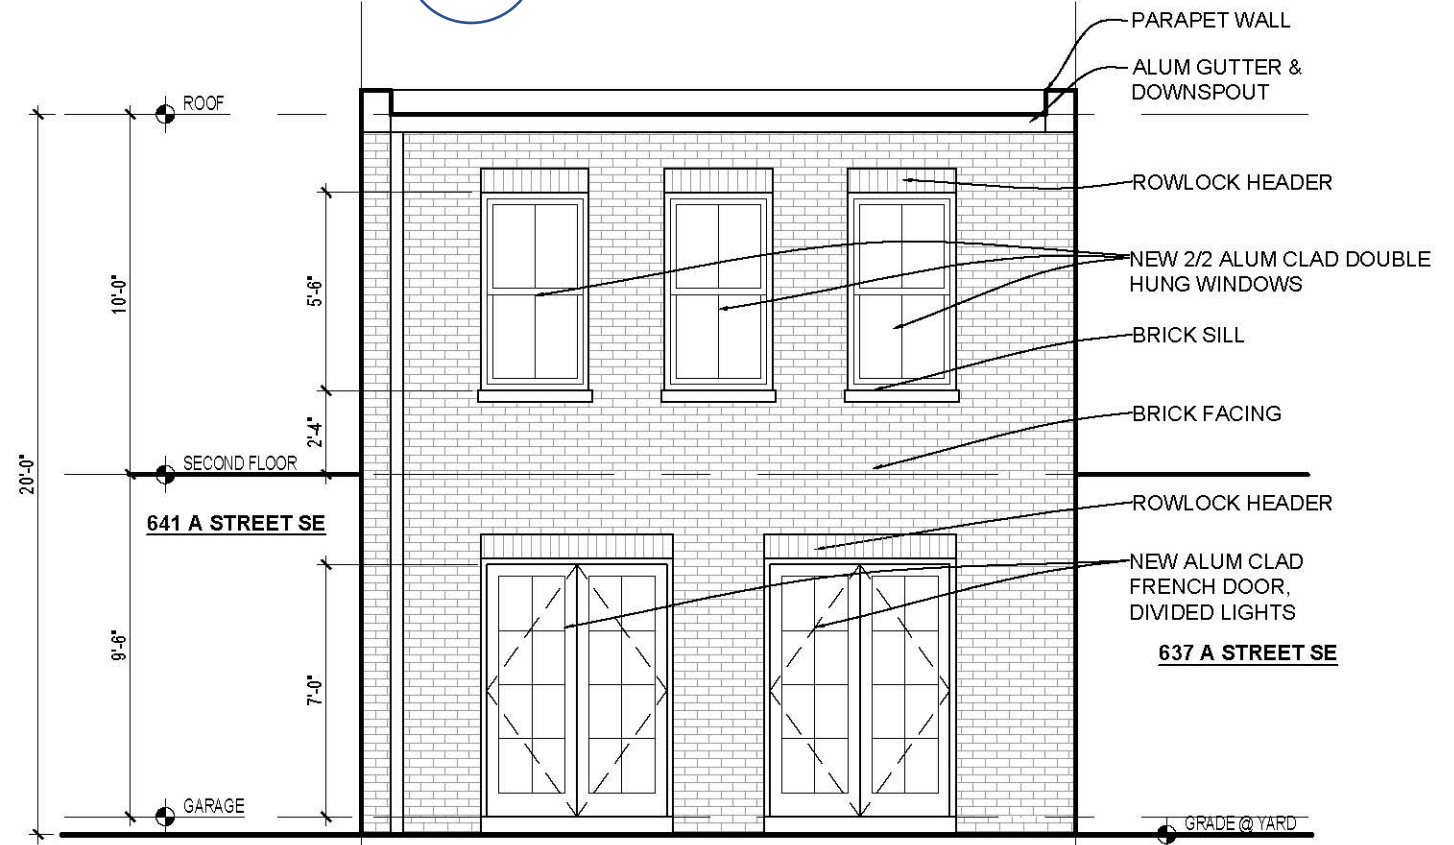 PARAPET WALL
ALUM GUTTER &
DOWNSPOUT
ROOF
ROWLOCK HEADER
NEW 2/2 ALUM CLAD DOUBLE
HUNG WINDOWS
10'-0"
5'-6"
BRICK SILL
BRICK FACING
2'-4"
SECOND FLOOR
20'-0"
ROWLOCK HEADER
641 A STREET SE
NEW ALUM CLAD
FRENCH DOOR,
DIVIDED LIGHTS
637 A STREET SE
9'-6"
7'-0"
GARAGE
GRADE @ YARD